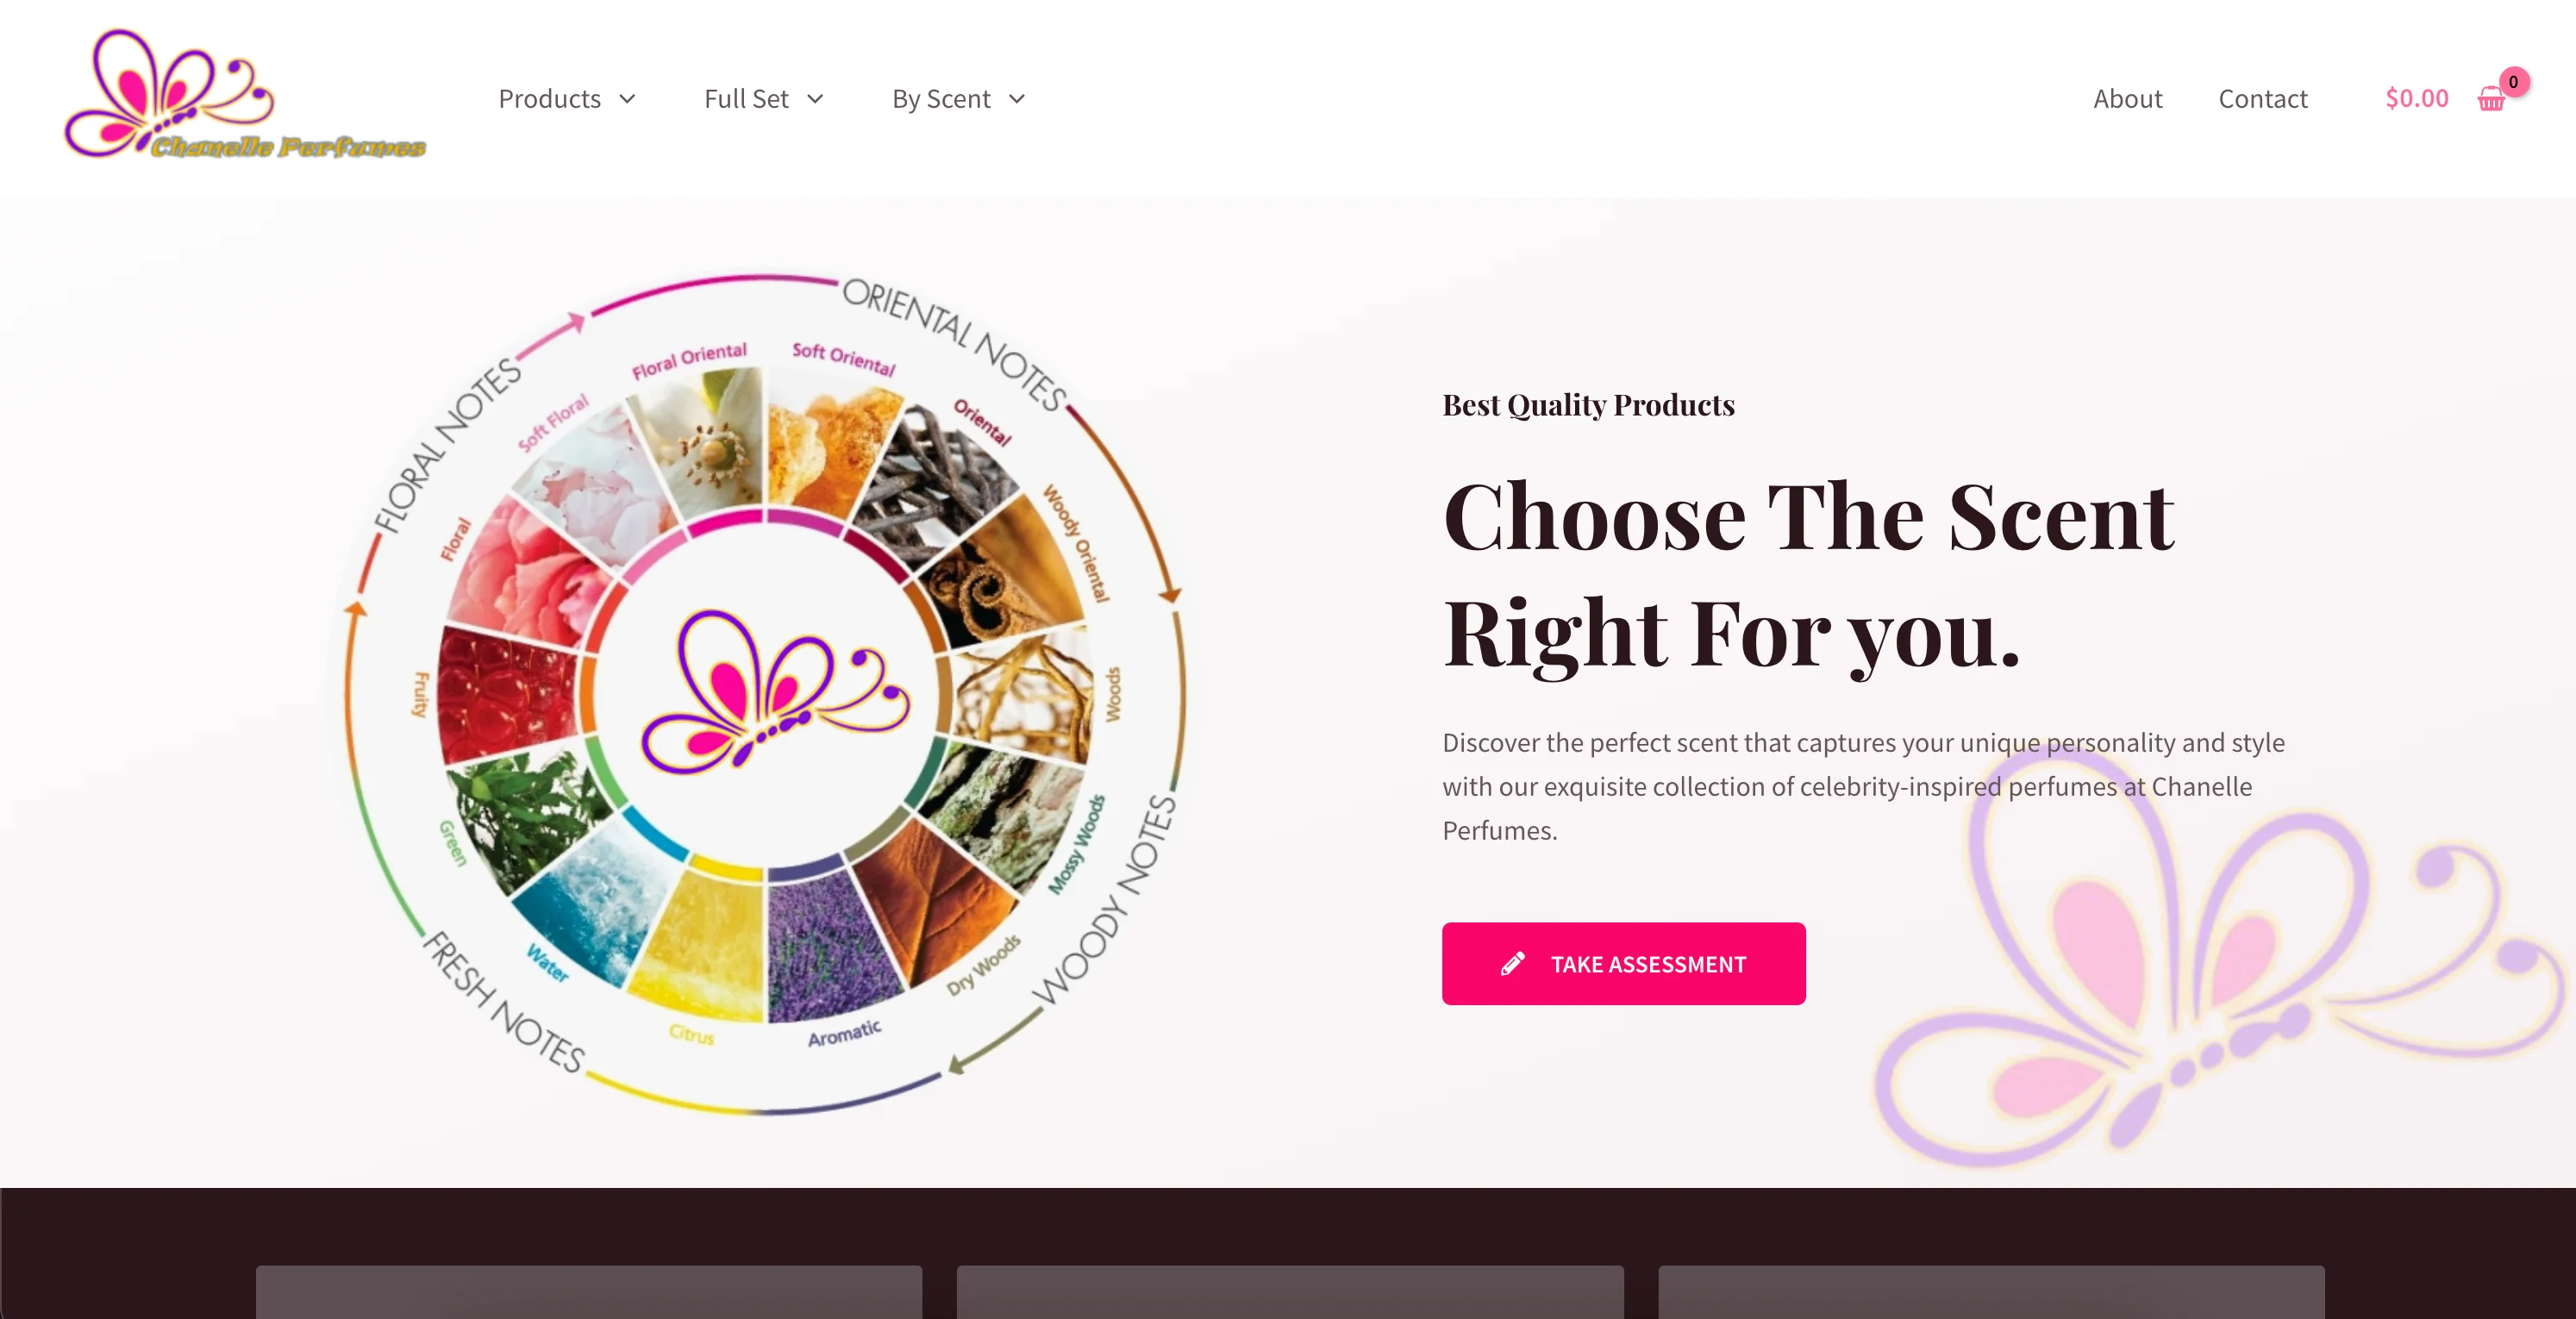 Chanelle Perfumes
Products
Full Set
By Scent
About
Contact
$0.00
0
ORIENTAL NOTES
FLORAL NOTES
Floral Oriental
Soft Oriental
Soft Floral
Oriental
Floral
Woody Oriental
Fruity
Woods
Green
Mossy Woods
Water
Dry Woods
Citrus
Aromatic
FRESH NOTES
WOODY NOTES
Best Quality Products
Choose The Scent
Right For you.
Discover the perfect scent that captures your unique personality and style
with our exquisite collection of celebrity-inspired perfumes at Chanelle
Perfumes.
TAKE ASSESSMENT